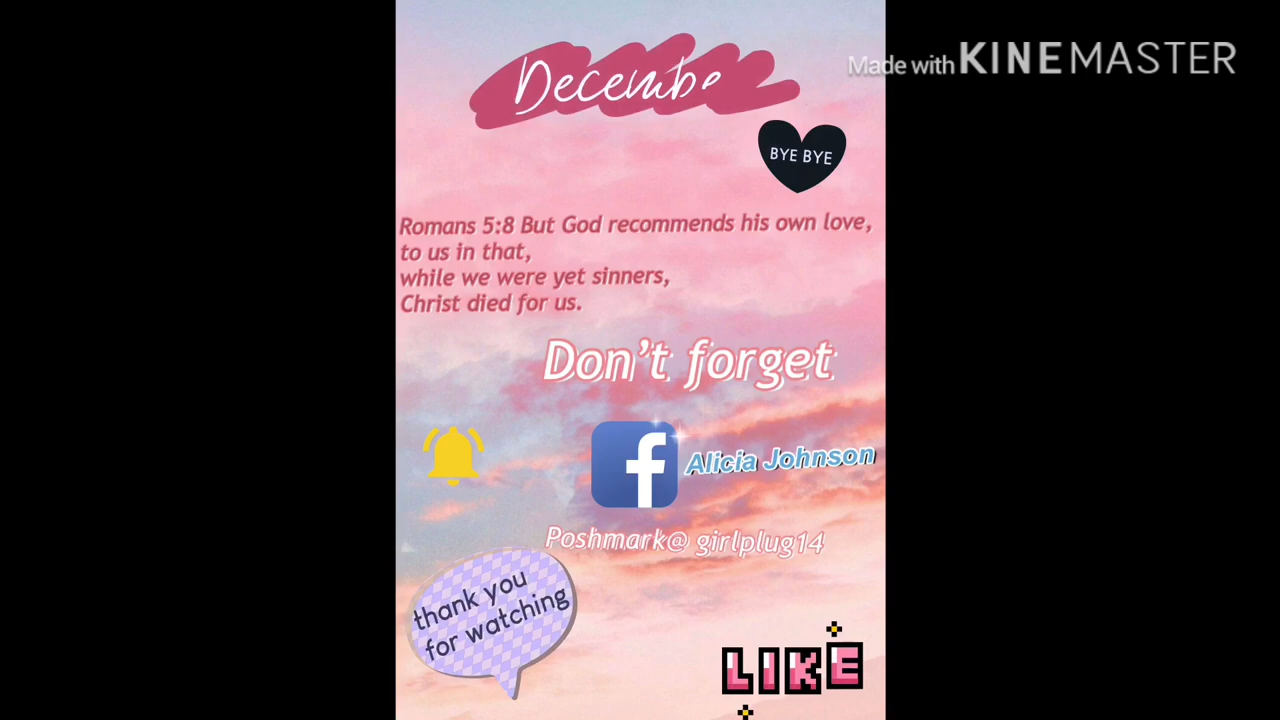 Made with KINEMASTER
Decembe
BYE BYE
Romans 5:8 But God recommends his own love,
to us in that,
while we were yet sinners,
Christ died for us.
Don't forget
f
Alicia Johnson
Poshmark@ girlplug14
thank you
for watching
LIKE